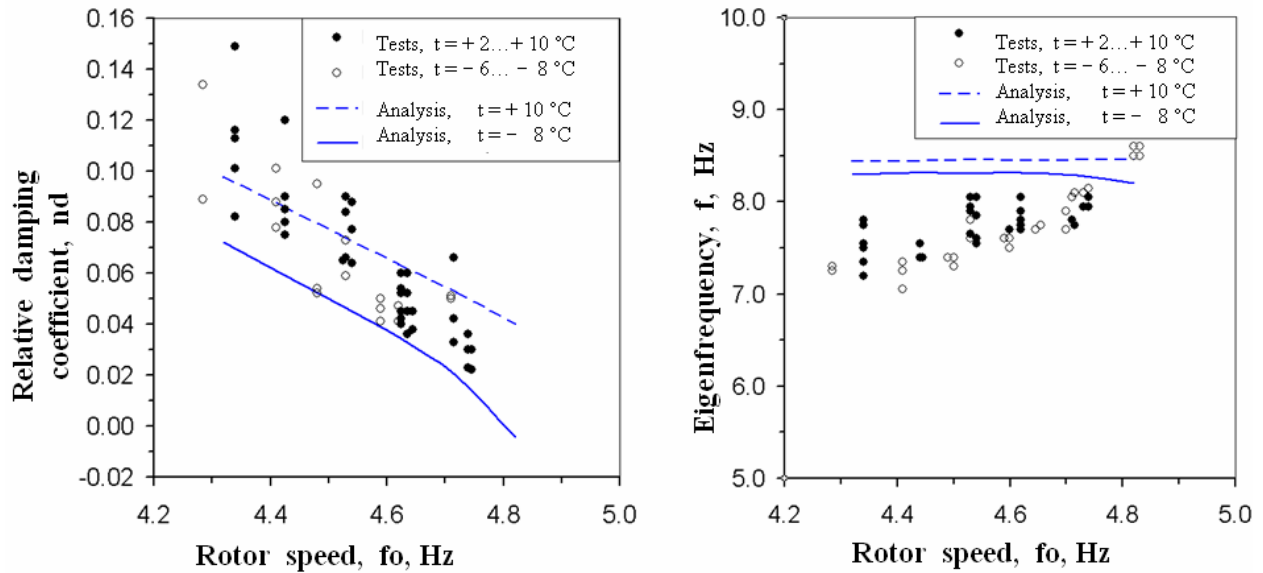 0.16
0.14
0.12
0.10
0.08
0.06
0.04
0.02
0.00
-0.02
Relative damping
coefficient, nd
4.2 4.4 4.6 4.8 5.0
Rotor speed, fo, Hz
Tests, t = + 2...+ 10 °C
Tests, t = − 6... − 8 °C
Analysis, t = + 10 °C
Analysis, t = − 8 °C
10.0
9.0
8.0
7.0
6.0
5.0
Eigenfrequency, f, Hz
4.2 4.4 4.6 4.8 5.0
Rotor speed, fo, Hz
Tests, t = + 2...+ 10 °C
Tests, t = − 6... − 8 °C
Analysis, t = + 10 °C
Analysis, t = − 8 °C